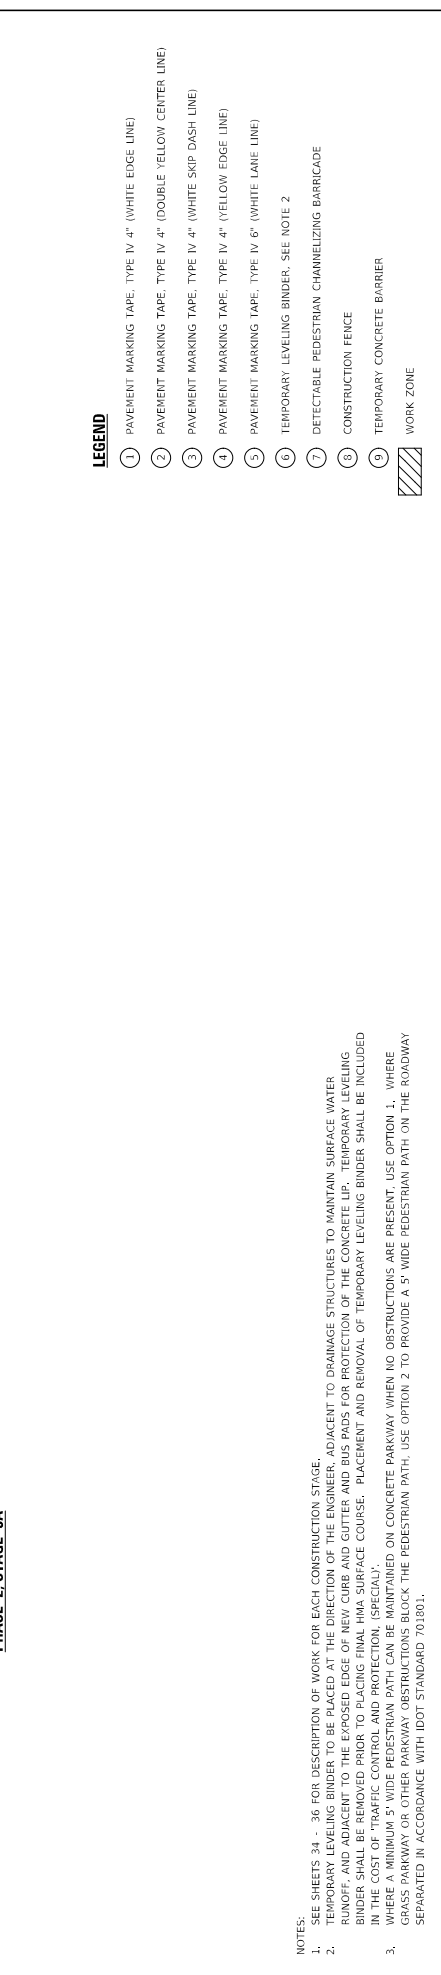 LEGEND
1 PAVEMENT MARKING TAPE, TYPE IV 4" (WHITE EDGE LINE)
2 PAVEMENT MARKING TAPE, TYPE IV 4" (DOUBLE YELLOW CENTER LINE)
3 PAVEMENT MARKING TAPE, TYPE IV 4" (WHITE SKIP DASH LINE)
4 PAVEMENT MARKING TAPE, TYPE IV 4" (YELLOW EDGE LINE)
5 PAVEMENT MARKING TAPE, TYPE IV 6" (WHITE LANE LINE)
6 TEMPORARY LEVELING BINDER, SEE NOTE 2
7 DETECTABLE PEDESTRIAN CHANNELIZING BARRICADE
8 CONSTRUCTION FENCE
9 TEMPORARY CONCRETE BARRIER
WORK ZONE
NOTES:
1. SEE SHEETS 34 - 36 FOR DESCRIPTION OF WORK FOR EACH CONSTRUCTION STAGE.
2. TEMPORARY LEVELING BINDER TO BE PLACED AT THE DIRECTION OF THE ENGINEER, ADJACENT TO DRAINAGE STRUCTURES TO MAINTAIN SURFACE WATER
RUNOFF, AND ADJACENT TO THE EXPOSED EDGE OF NEW CURB AND GUTTER AND BUS PADS FOR PROTECTION OF THE CONCRETE LIP. TEMPORARY LEVELING
BINDER SHALL BE REMOVED PRIOR TO PLACING FINAL HMA SURFACE COURSE. PLACEMENT AND REMOVAL OF TEMPORARY LEVELING BINDER SHALL BE INCLUDED
IN THE COST OF 'TRAFFIC CONTROL AND PROTECTION, (SPECIAL)'.
3. WHERE A MINIMUM 5' WIDE PEDESTRIAN PATH CAN BE MAINTAINED ON CONCRETE PARKWAY WHEN NO OBSTRUCTIONS ARE PRESENT, USE OPTION 1. WHERE
GRASS PARKWAY OR OTHER PARKWAY OBSTRUCTIONS BLOCK THE PEDESTRIAN PATH, USE OPTION 2 TO PROVIDE A 5' WIDE PEDESTRIAN PATH ON THE ROADWAY
SEPARATED IN ACCORDANCE WITH IDOT STANDARD 701801.